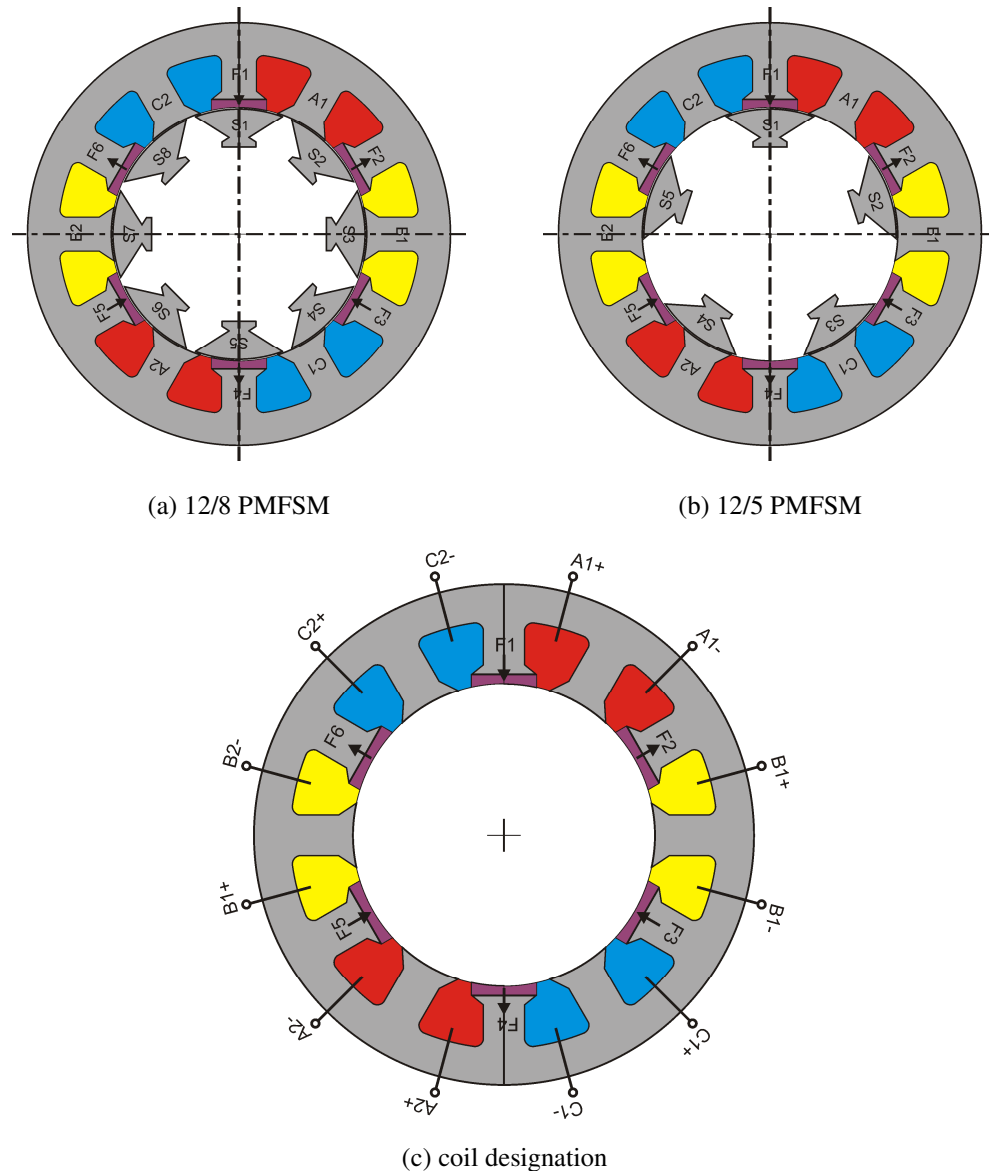 F1
C2
A1
S1
F6
S8
S2
F2
E2
S7
S3
E1
F5
S6
S4
F3
S5
A2
C1
F4
(a) 12/8 PMFSM
F1
C2
A1
S1
F6
F2
S5
S2
E2
E1
F5
S4
S3
F3
A2
C1
F4
(b) 12/5 PMFSM
C2-
A1+
C2+
F1
A1-
F6
F2
B2-
B1+
B1+
B1-
F5
F3
A2-
F4
C1+
A2+
C1-
(c) coil designation